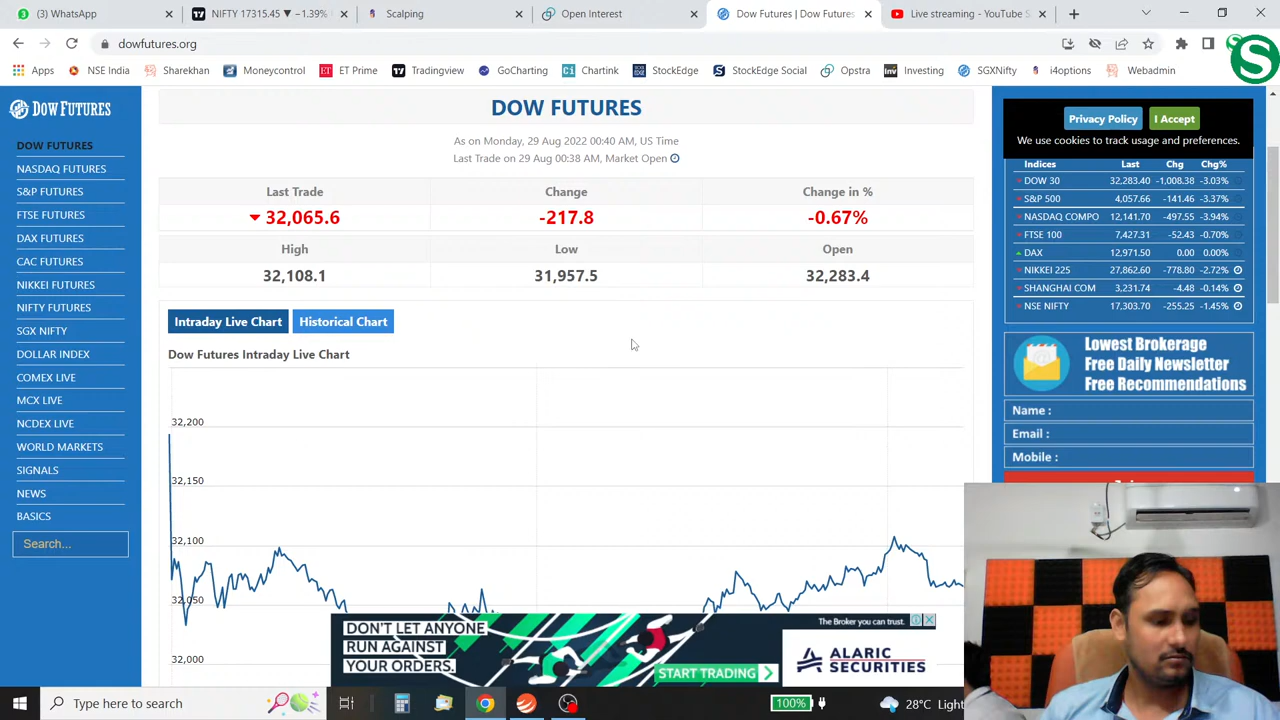 (3) WhatsApp
NIFTY 17315.45 ▼ −1.39%
Scalping
Open Interest
Dow Futures | Dow Futures
Live streaming - YouTube S
dowfutures.org
Apps
NSE India
Sharekhan
Moneycontrol
ET Prime
Tradingview
GoCharting
Chartink
StockEdge
StockEdge Social
Opstra
Investing
SGXNifty
i4options
Webadmin
DOW FUTURES
DOW FUTURES
NASDAQ FUTURES
S&P FUTURES
FTSE FUTURES
DAX FUTURES
CAC FUTURES
NIKKEI FUTURES
NIFTY FUTURES
SGX NIFTY
DOLLAR INDEX
COMEX LIVE
MCX LIVE
NCDEX LIVE
WORLD MARKETS
SIGNALS
NEWS
BASICS
Search...
DOW FUTURES
As on Monday, 29 Aug 2022 00:40 AM, US Time
Last Trade on 29 Aug 00:38 AM, Market Open
Last Trade Change Change in %
32,065.6 -217.8 -0.67%
High Low Open
32,108.1 31,957.5 32,283.4
Intraday Live Chart Historical Chart
Dow Futures Intraday Live Chart
32,200
32,150
32,100
32,050
32,000
DON'T LET ANYONE
RUN AGAINST
YOUR ORDERS.
START TRADING
The Broker you can trust.
ALARIC
SECURITIES
Privacy Policy I Accept
We use cookies to track usage and preferences.
Indices Last Chg Chg%
DOW 30 32,283.40 -1,008.38 -3.03%
S&P 500 4,057.66 -141.46 -3.37%
NASDAQ COMPO 12,141.70 -497.55 -3.94%
FTSE 100 7,427.31 -52.43 -0.70%
DAX 12,971.50 0.00 0.00%
NIKKEI 225 27,862.60 -778.80 -2.72%
SHANGHAI COM 3,231.74 -4.48 -0.14%
NSE NIFTY 17,303.70 -255.25 -1.45%
Lowest Brokerage
Free Daily Newsletter
Free Recommendations
Name :
Email :
Mobile :
Type here to search
100%
28°C Light